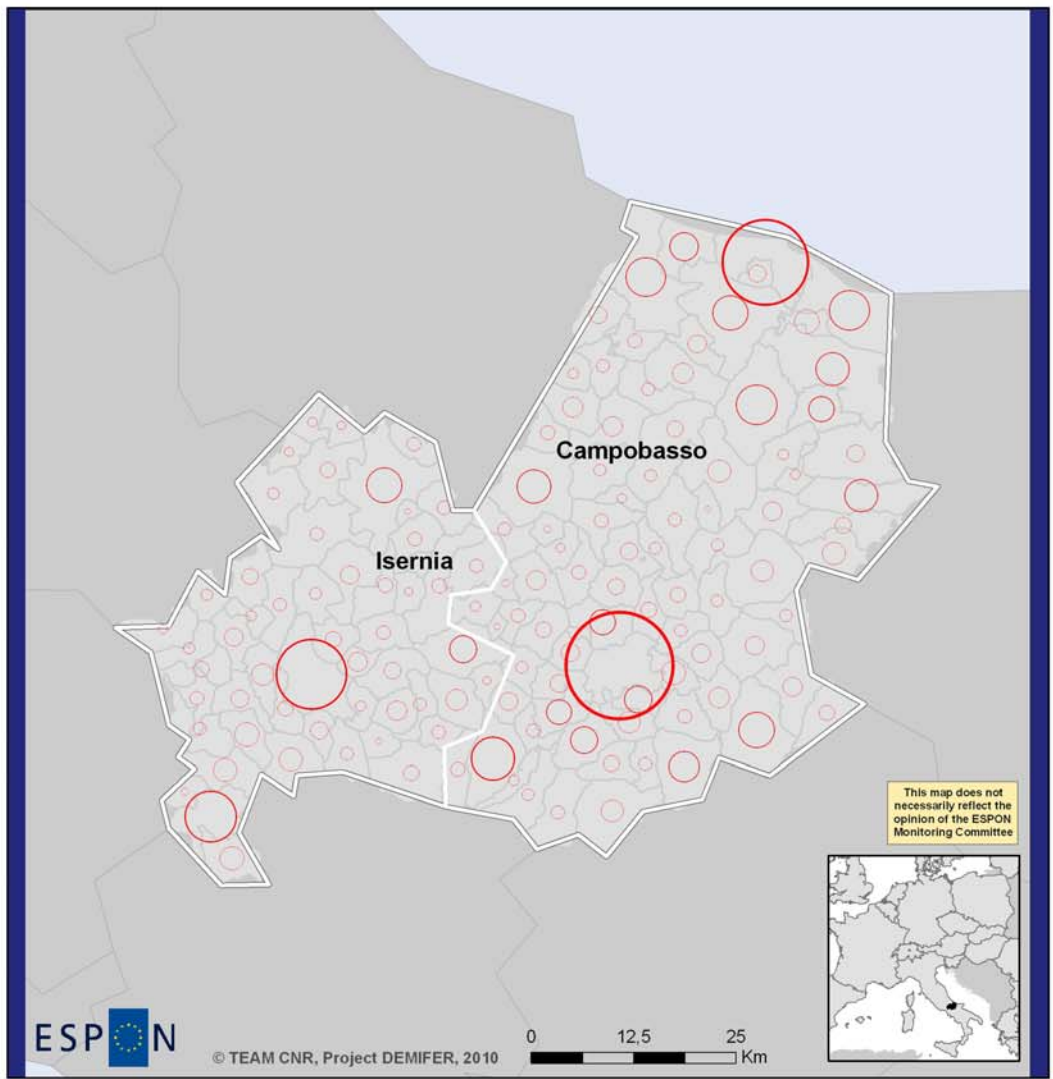 Campobasso
Isernia
This map does not
necessarily reflect the
opinion of the ESPON
Monitoring Committee
ESPON
© TEAM CNR, Project DEMIFER, 2010
0 12,5 25
Km